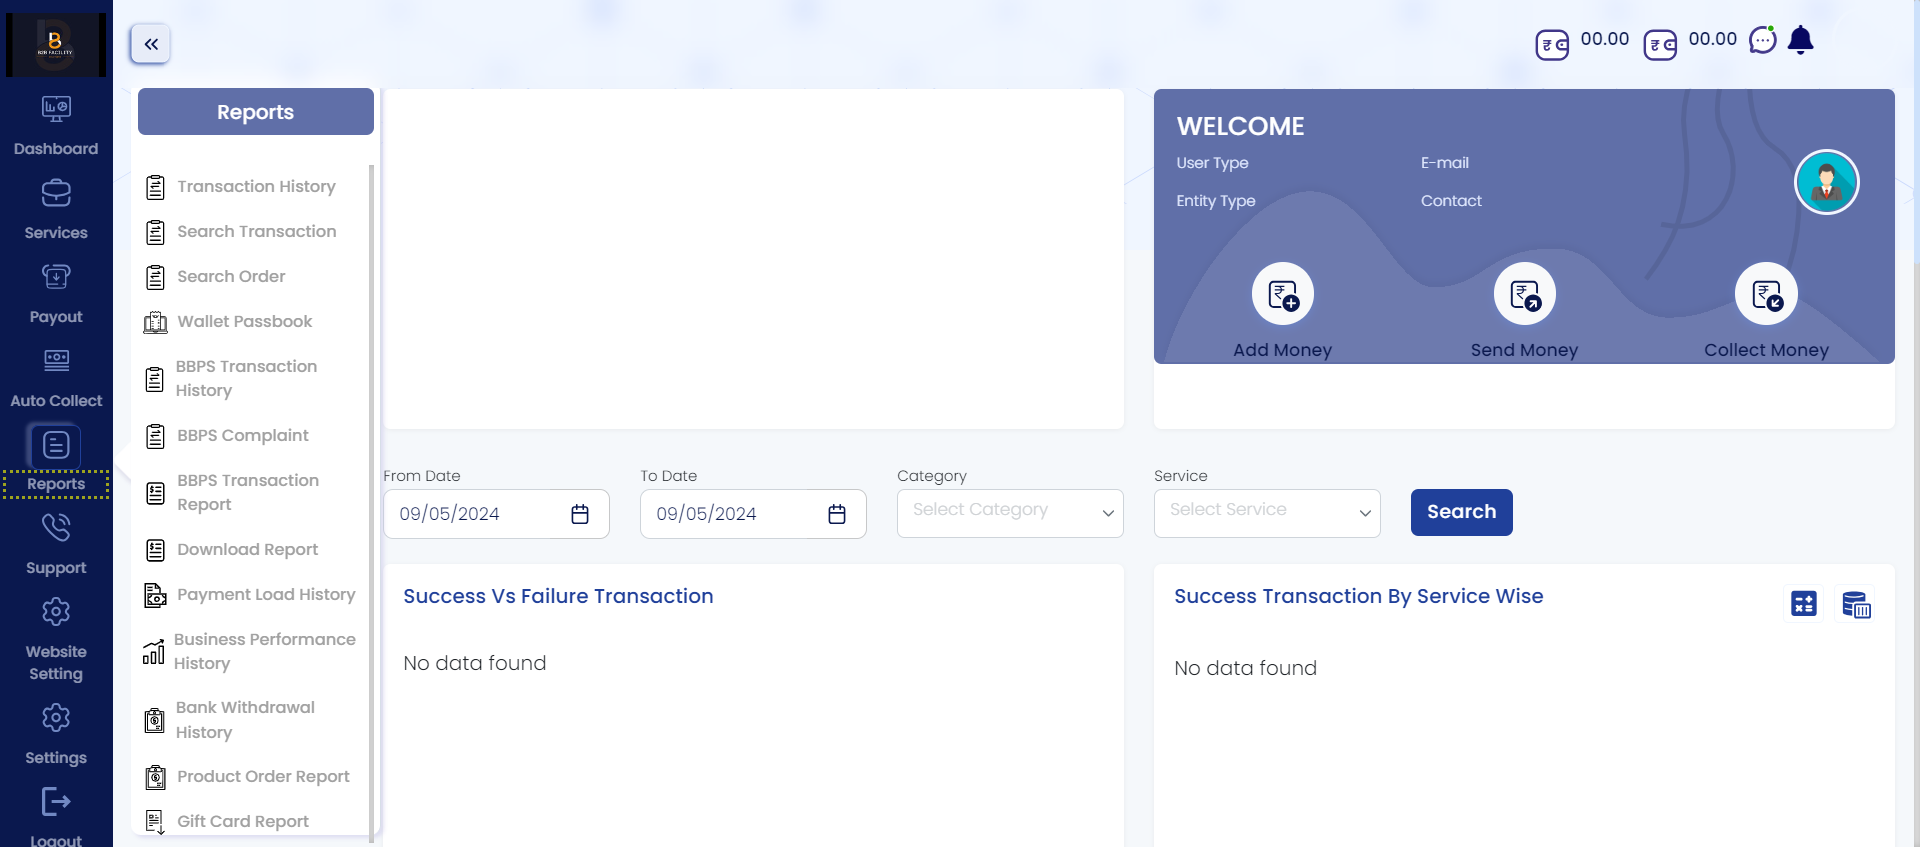 B2B FACILITY
00.00
00.00
Dashboard
Services
Payout
Auto Collect
Reports
Support
Website
Setting
Settings
Logout
Reports
Transaction History
Search Transaction
Search Order
Wallet Passbook
BBPS Transaction
History
BBPS Complaint
BBPS Transaction
Report
Download Report
Payment Load History
Business Performance
History
Bank Withdrawal
History
Product Order Report
Gift Card Report
WELCOME
User Type
E-mail
Entity Type
Contact
Add Money
Send Money
Collect Money
From Date
To Date
Category
Service
09/05/2024
09/05/2024
Select Category
Select Service
Search
Success Vs Failure Transaction
No data found
Success Transaction By Service Wise
No data found